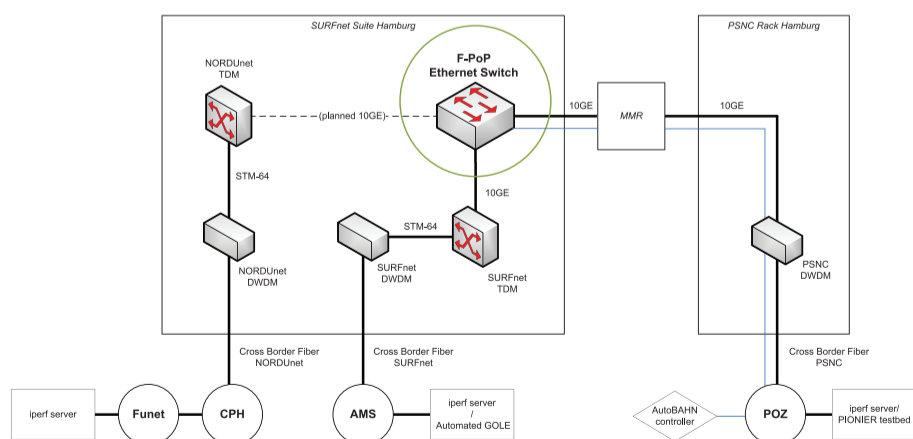 SURFnet Suite Hamburg
PSNC Rack Hamburg
NORDUnet
TDM
F-PoP
Ethernet Switch
(planned 10GE)
10GE
MMR
10GE
STM-64
10GE
STM-64
NORDUnet
DWDM
SURFnet
DWDM
SURFnet
TDM
PSNC
DWDM
Cross Border Fiber
NORDUnet
Cross Border Fiber
SURFnet
Cross Border Fiber
PSNC
iperf server
Funet
CPH
AMS
iperf server
/
Automated GOLE
AutoBAHN
controller
POZ
iperf server/
PIONIER testbed